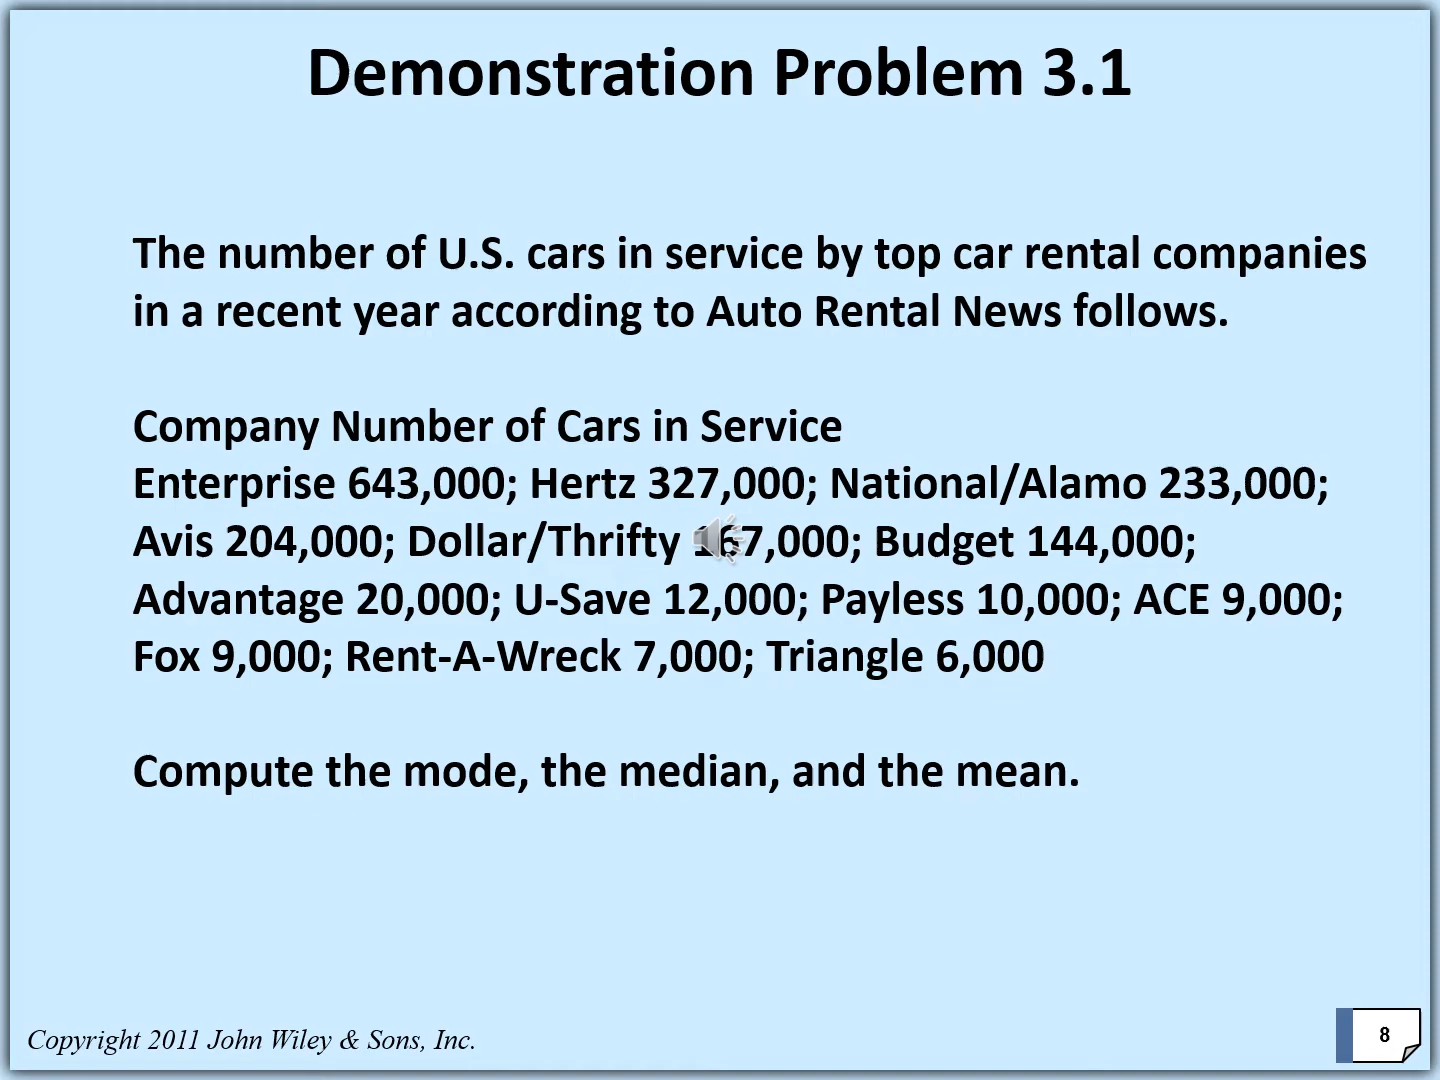 Demonstration Problem 3.1
The number of U.S. cars in service by top car rental companies
in a recent year according to Auto Rental News follows.
Company Number of Cars in Service
Enterprise 643,000; Hertz 327,000; National/Alamo 233,000;
Avis 204,000; Dollar/Thrifty 167,000; Budget 144,000;
Advantage 20,000; U-Save 12,000; Payless 10,000; ACE 9,000;
Fox 9,000; Rent-A-Wreck 7,000; Triangle 6,000
Compute the mode, the median, and the mean.
Copyright 2011 John Wiley & Sons, Inc.
8